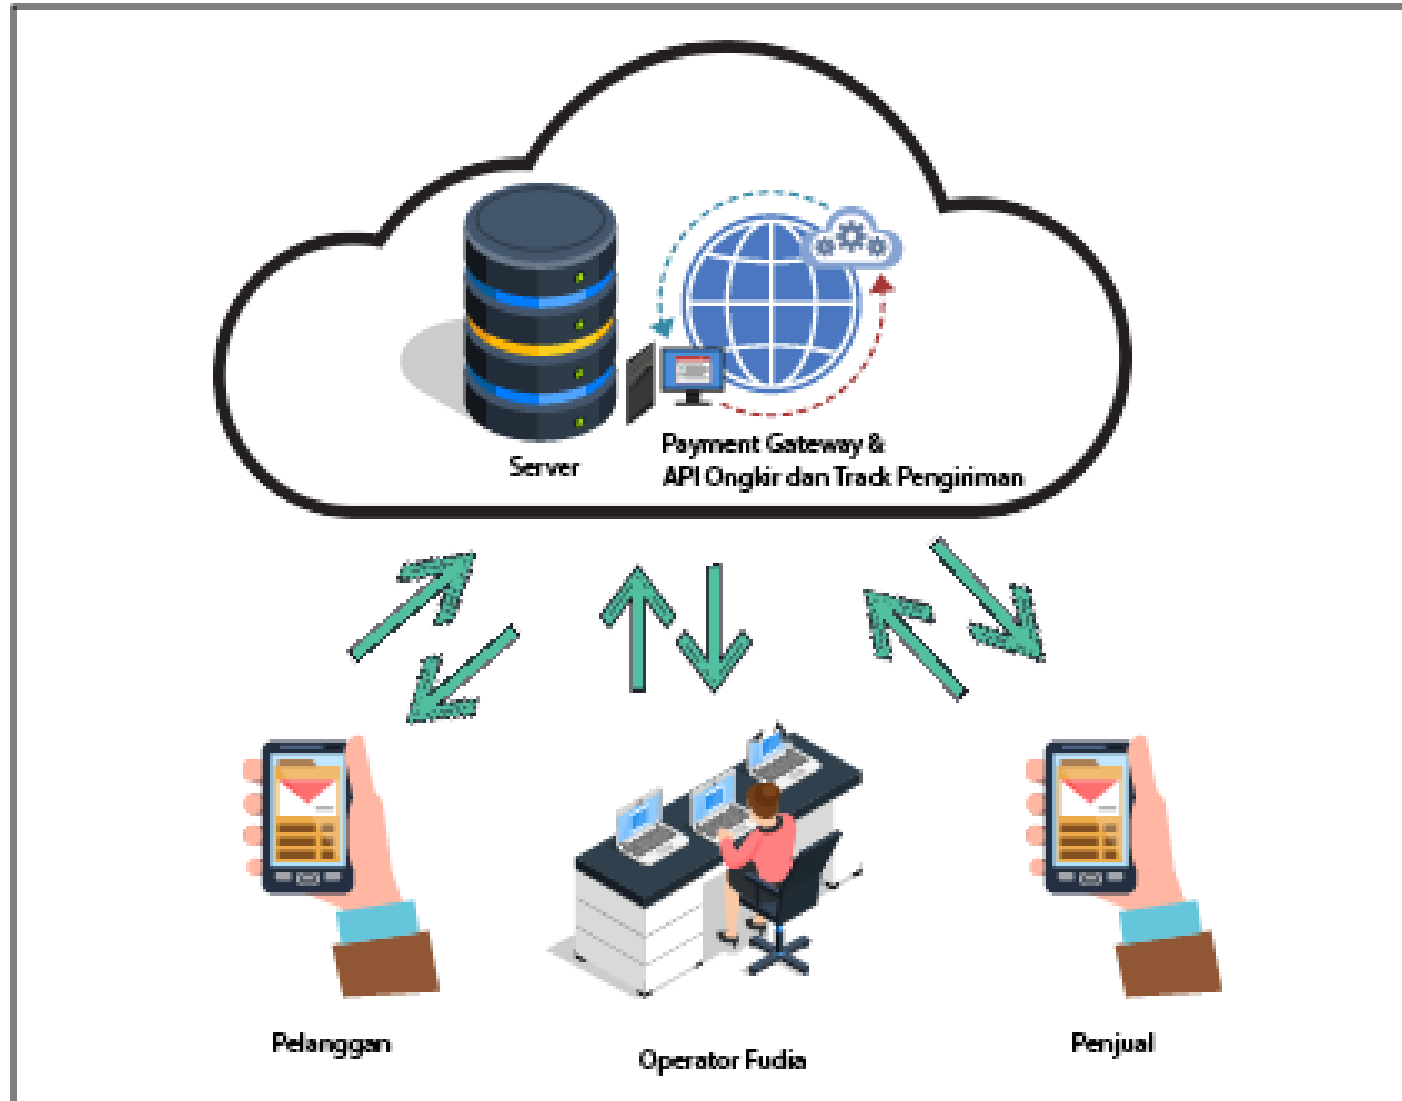 Server
Payment Gateway &
API Ongkir dan Track Pengiriman
Pelanggan
Operator Fudia
Penjual